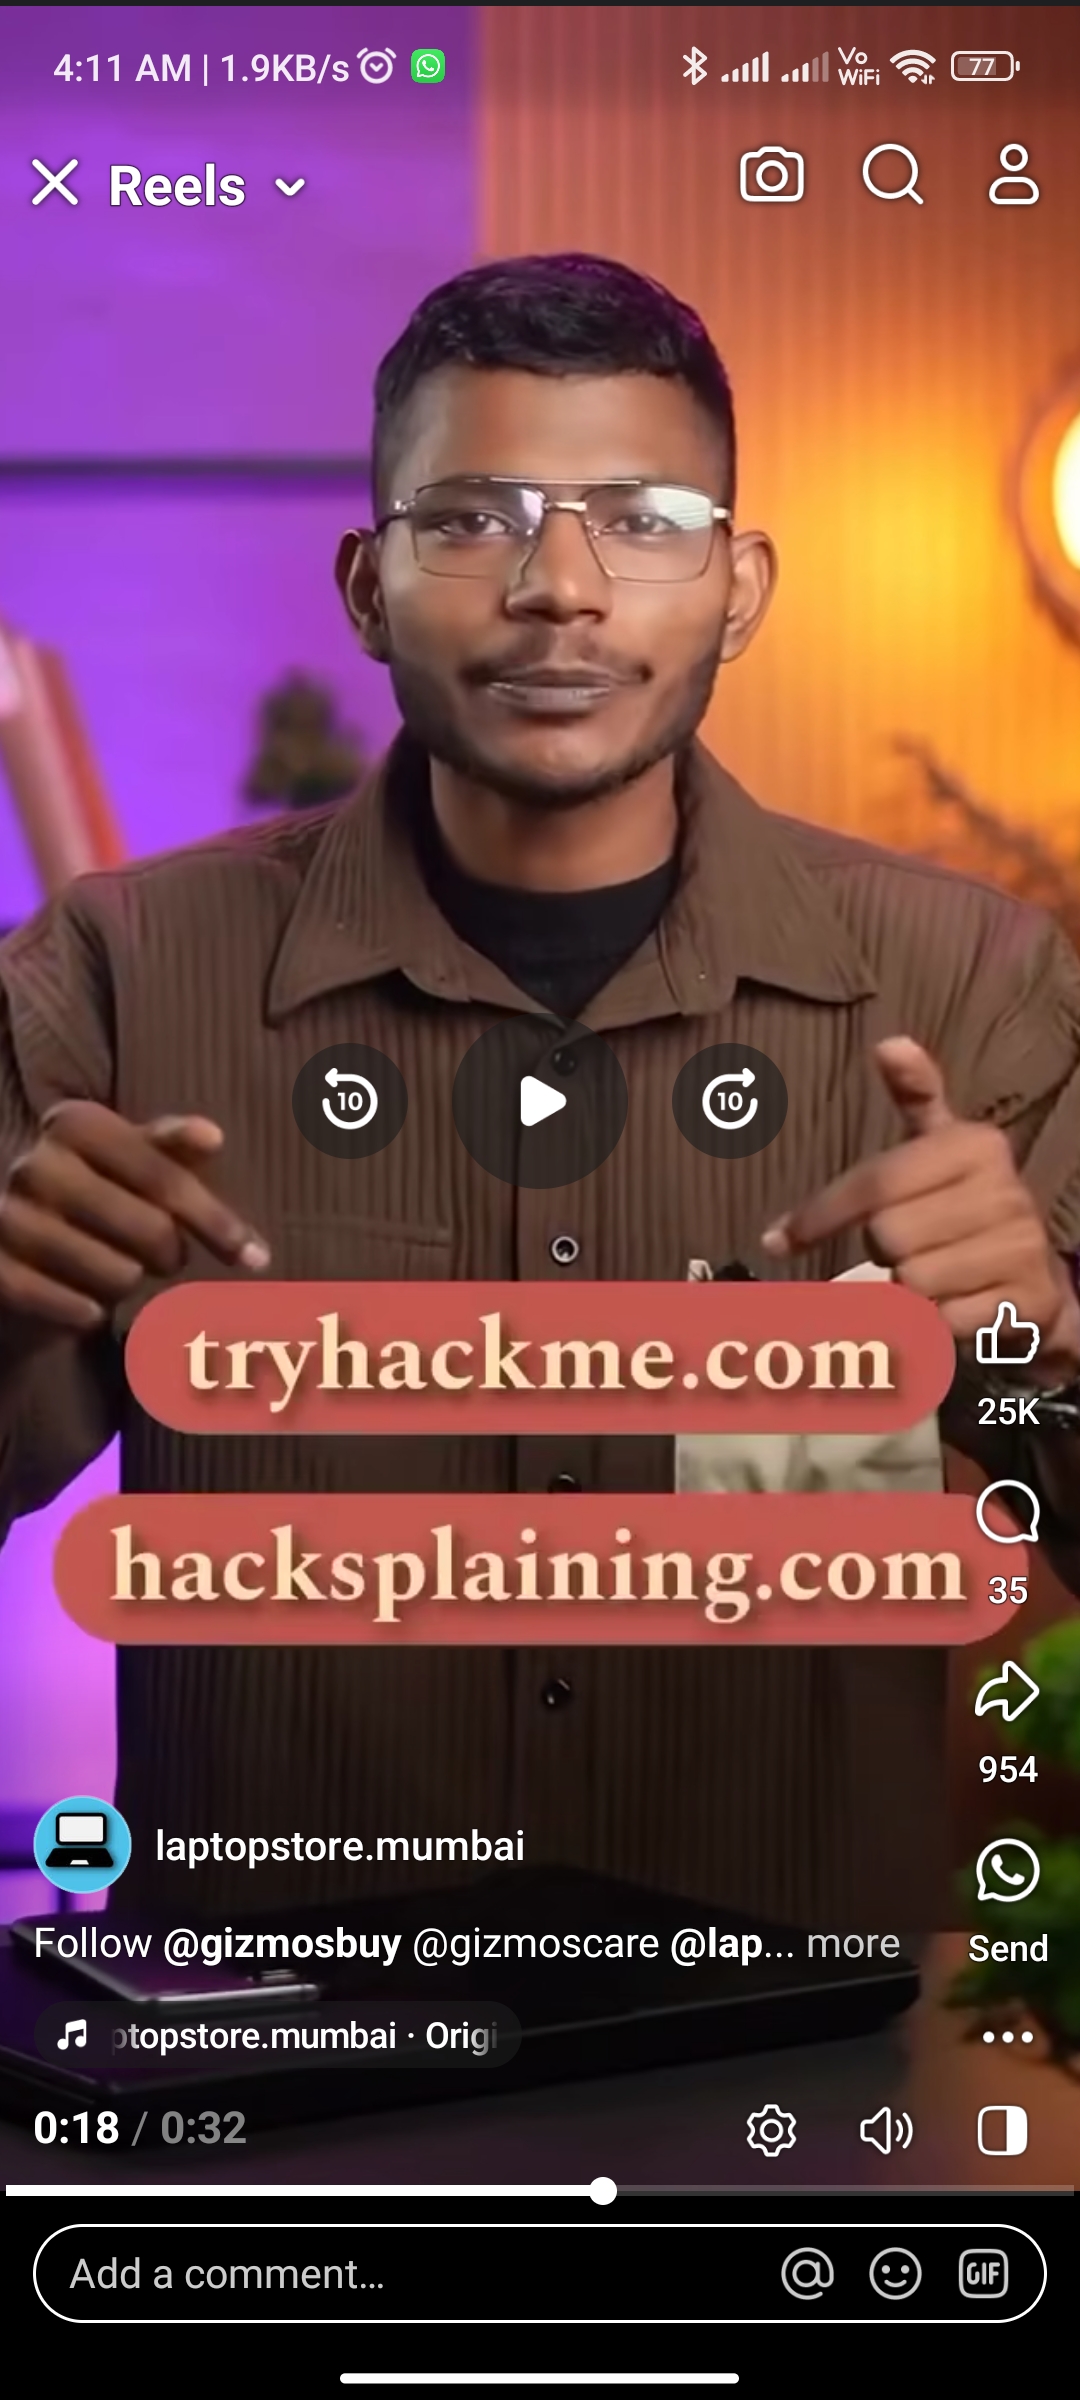 4:11 AM | 1.9KB/s
Vo WiFi
77
Reels
10
10
tryhackme.com
25K
hacksplaining.com
35
954
laptopstore.mumbai
Follow @gizmosbuy @gizmoscare @lap... more
Send
ptopstore.mumbai · Origi
0:18 / 0:32
Add a comment...
GIF